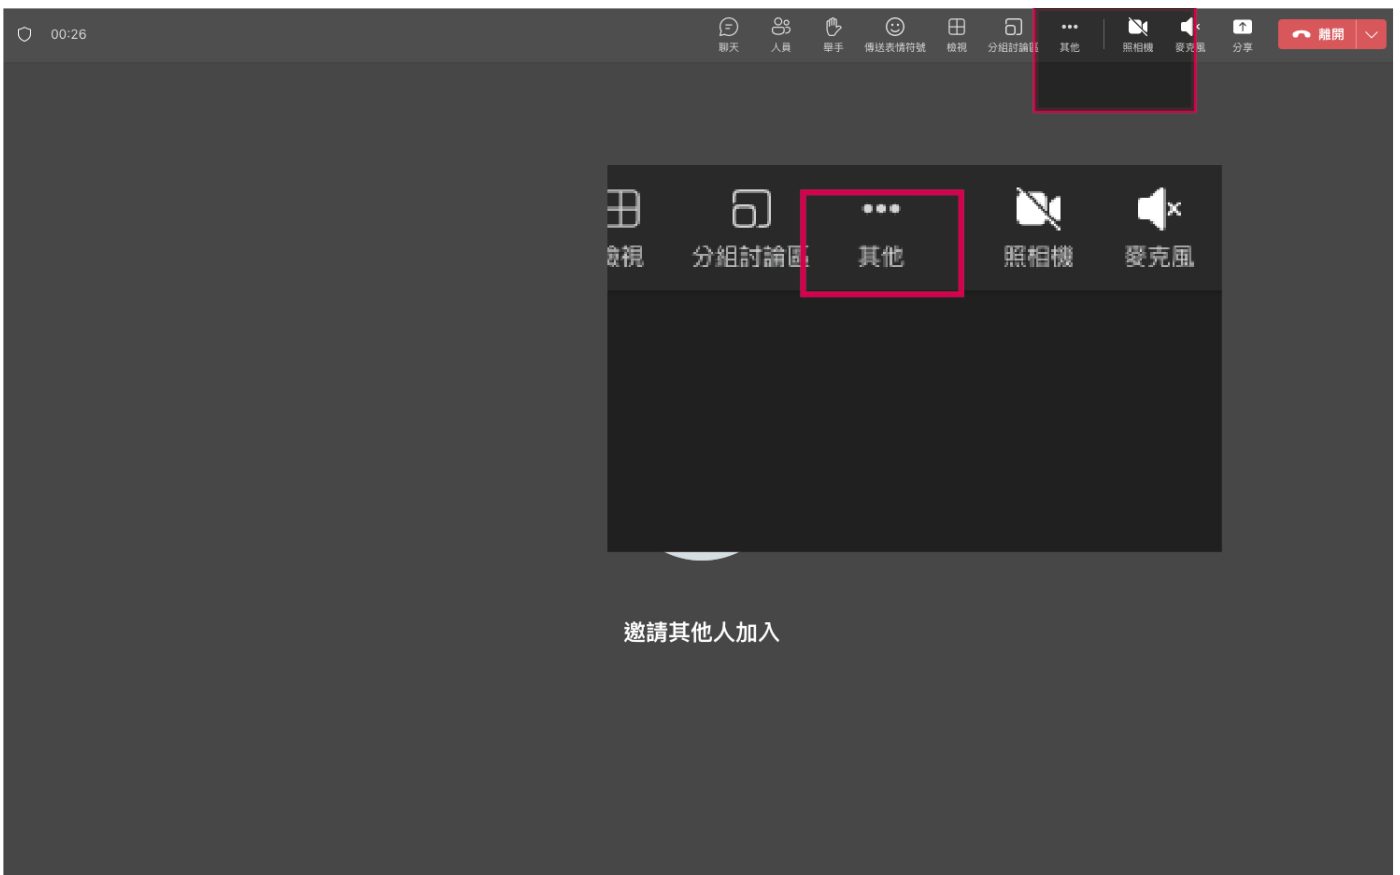 00:26
聊天 人員 舉手 傳送表情符號 檢視 分組討論區 其他 照相機 麥克風 分享 離開
檢視 分組討論區 其他 照相機 麥克風
邀請其他人加入